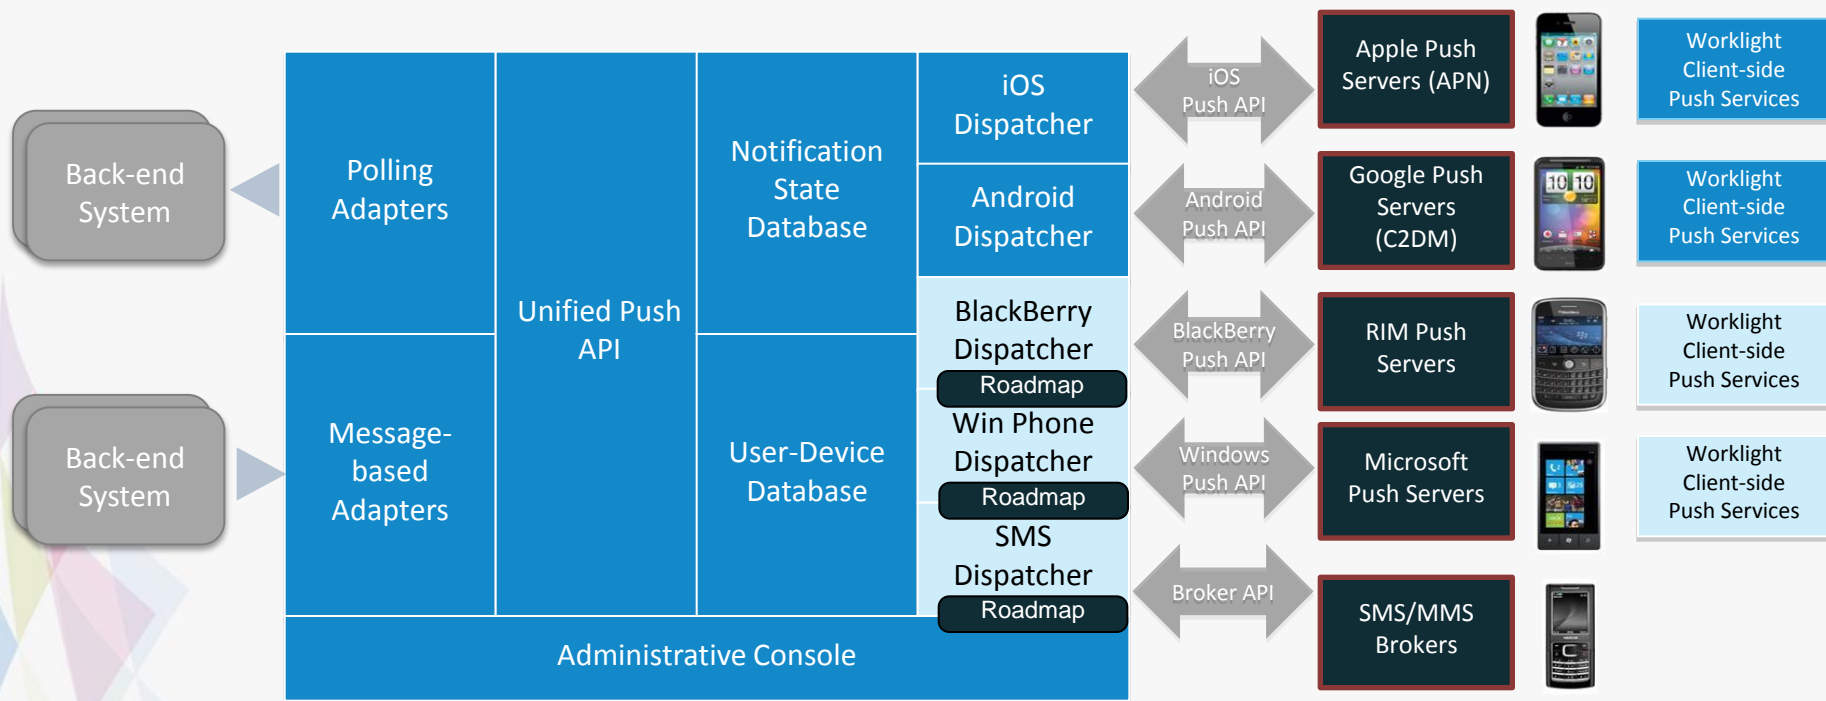 Back-end
System
Back-end
System
Polling
Adapters
Message-
based
Adapters
Unified Push
API
Notification
State
Database
User-Device
Database
iOS
Dispatcher
Android
Dispatcher
BlackBerry
Dispatcher
Roadmap
Win Phone
Dispatcher
Roadmap
SMS
Dispatcher
Roadmap
Administrative Console
iOS
Push API
Android
Push API
BlackBerry
Push API
Windows
Push API
Broker API
Apple Push
Servers (APN)
Google Push
Servers
(C2DM)
RIM Push
Servers
Microsoft
Push Servers
SMS/MMS
Brokers
10 10
Worklight
Client-side
Push Services
Worklight
Client-side
Push Services
Worklight
Client-side
Push Services
Worklight
Client-side
Push Services